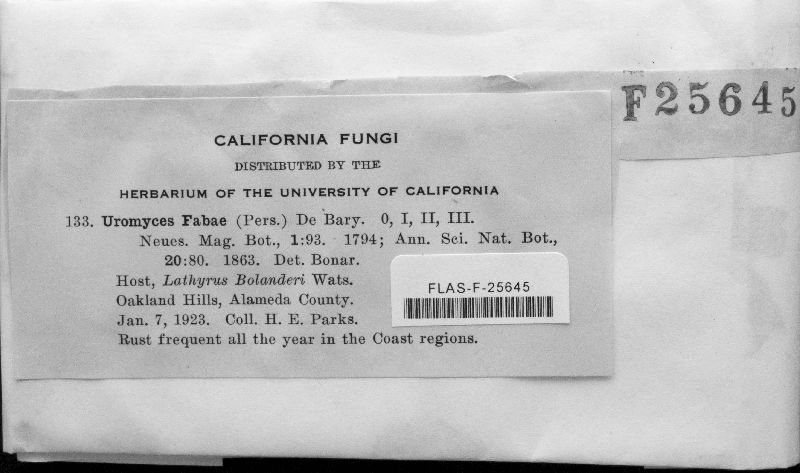 F25645
CALIFORNIA FUNGI
DISTRIBUTED BY THE
HERBARIUM OF THE UNIVERSITY OF CALIFORNIA
133. Uromyces Fabae (Pers.) De Bary. 0, I, II, III.
Neues. Mag. Bot., 1:93. 1794; Ann. Sci. Nat. Bot.,
20:80. 1863. Det. Bonar.
Host, Lathyrus Bolanderi Wats.
Oakland Hills, Alameda County.
Jan. 7, 1923. Coll. H. E. Parks.
Rust frequent all the year in the Coast regions.
FLAS-F-25645